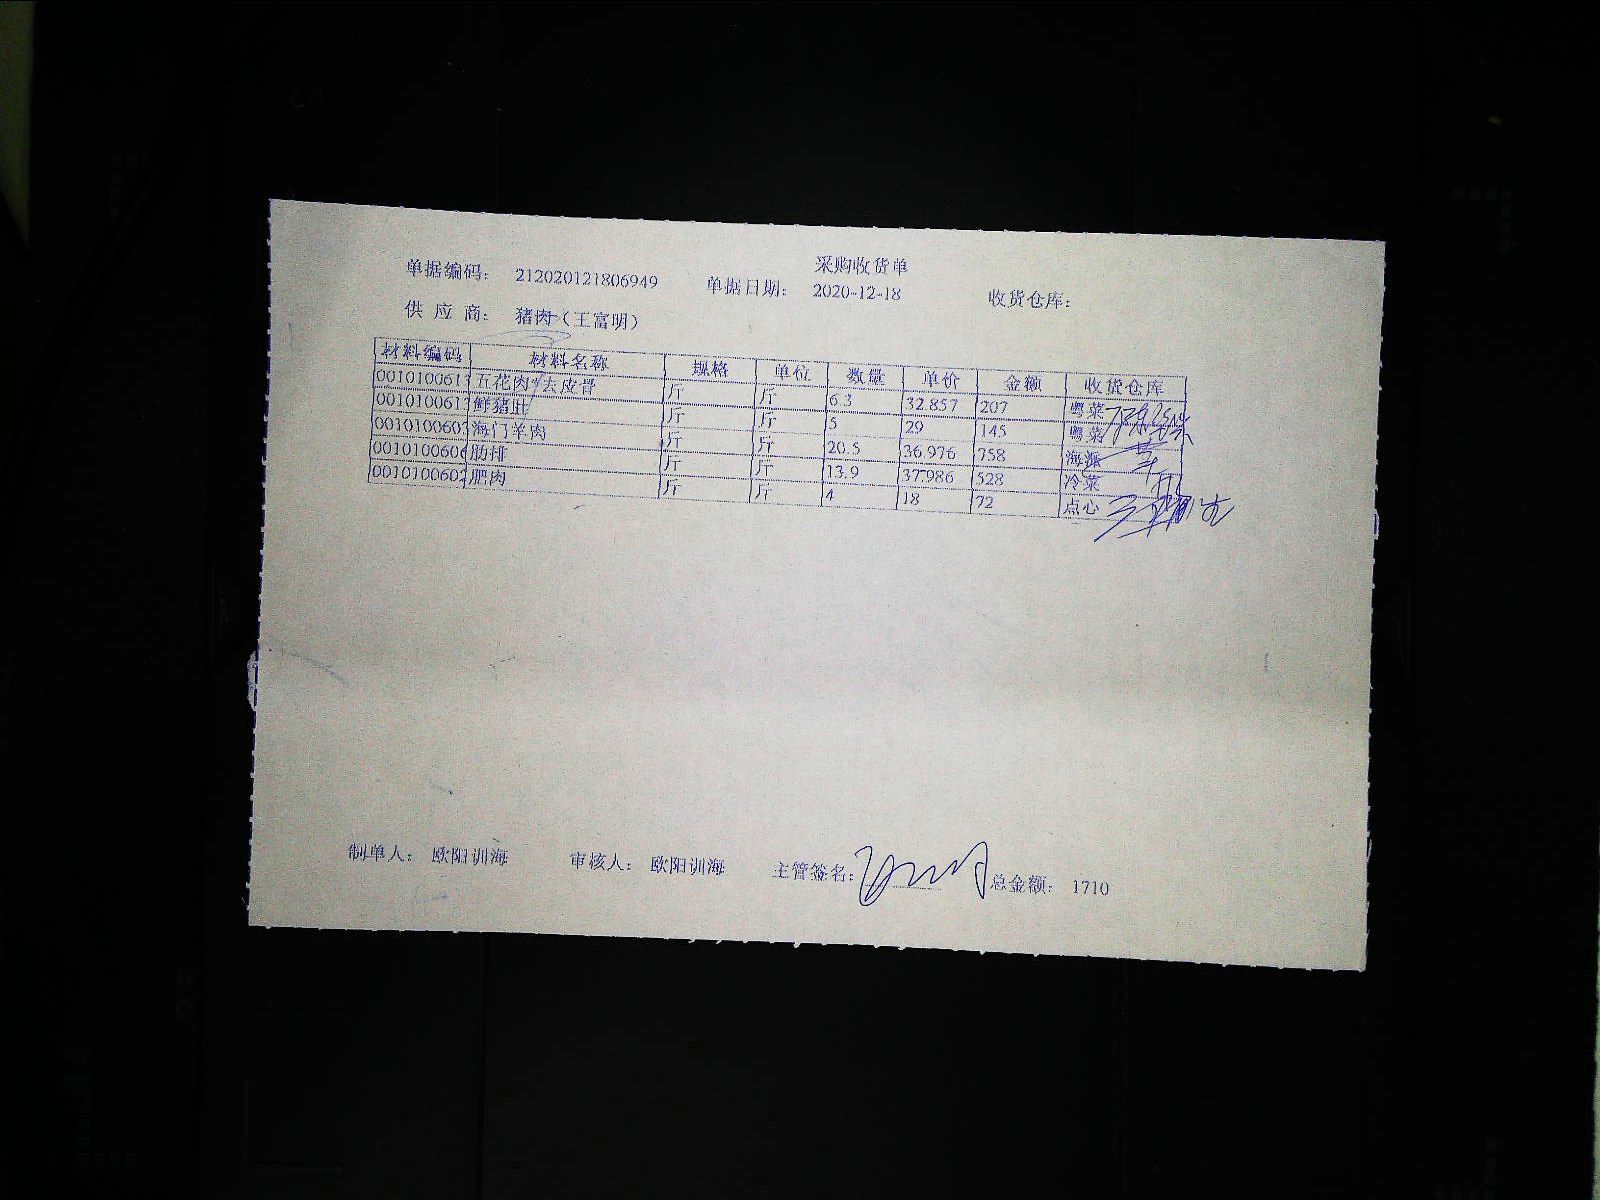 采购收货单
单据编码： 212020121806949 单据日期： 2020-12-18 收货仓库：
供 应 商： 猪肉（王富明）
材料编码 材料名称 规格 单位 数量 单价 金额 收货仓库
0010100613 五花肉 去皮骨 斤 斤 6.3 32.857 207 粤菜
0010100613 鲜猪肚 斤 斤 5 29 145 粤菜
001010060 海门羊肉 斤 斤 20.5 36.976 758 海派
0010100606 肋排 斤 斤 13.9 37.986 528 冷菜
0010100602 肥肉 斤 斤 4 18 72 点心
制单人： 欧阳训海 审核人： 欧阳训海 主管签名： 总金额： 1710